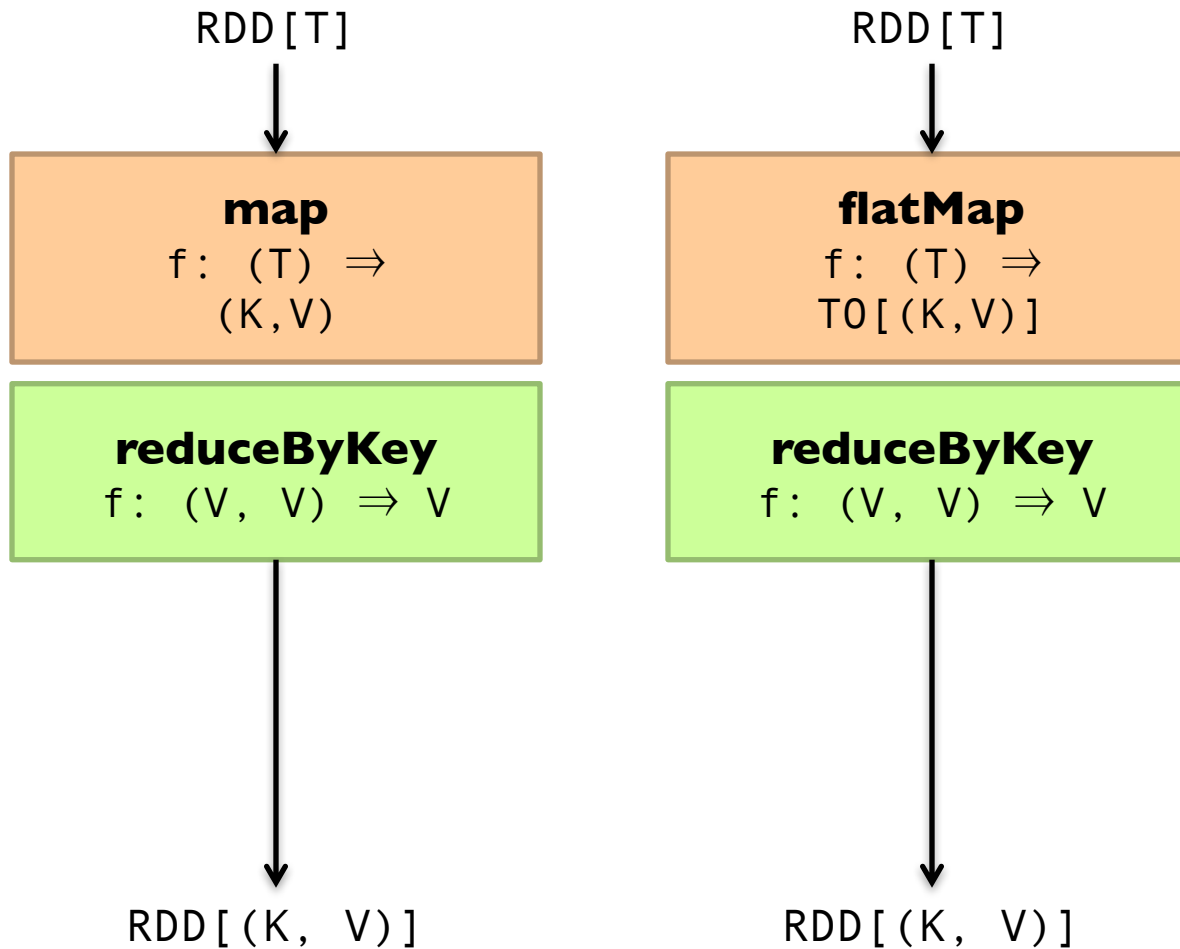 RDD[T]
map
f: (T) ⇒
(K,V)
reduceByKey
f: (V, V) ⇒ V
RDD[(K, V)]
RDD[T]
flatMap
f: (T) ⇒
TO[(K,V)]
reduceByKey
f: (V, V) ⇒ V
RDD[(K, V)]